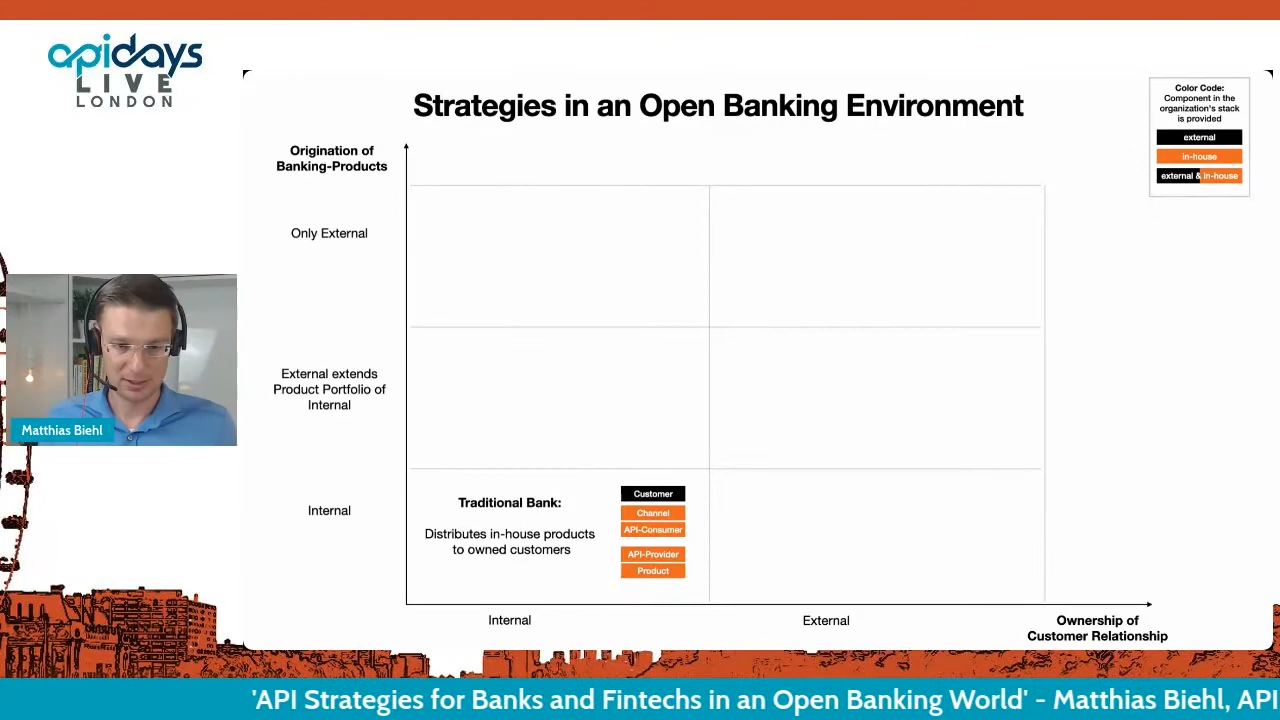 apidays
LIVE
LONDON
Strategies in an Open Banking Environment
Color Code:
Component in the
organization's stack
is provided
external
in-house
external & in-house
Origination of
Banking-Products
Only External
External extends
Product Portfolio of
Internal
Internal
Traditional Bank:
Distributes in-house products
to owned customers
Customer
Channel
API-Consumer
API-Provider
Product
Internal
External
Ownership of
Customer Relationship
Matthias Biehl
'API Strategies for Banks and Fintechs in an Open Banking World' - Matthias Biehl, API